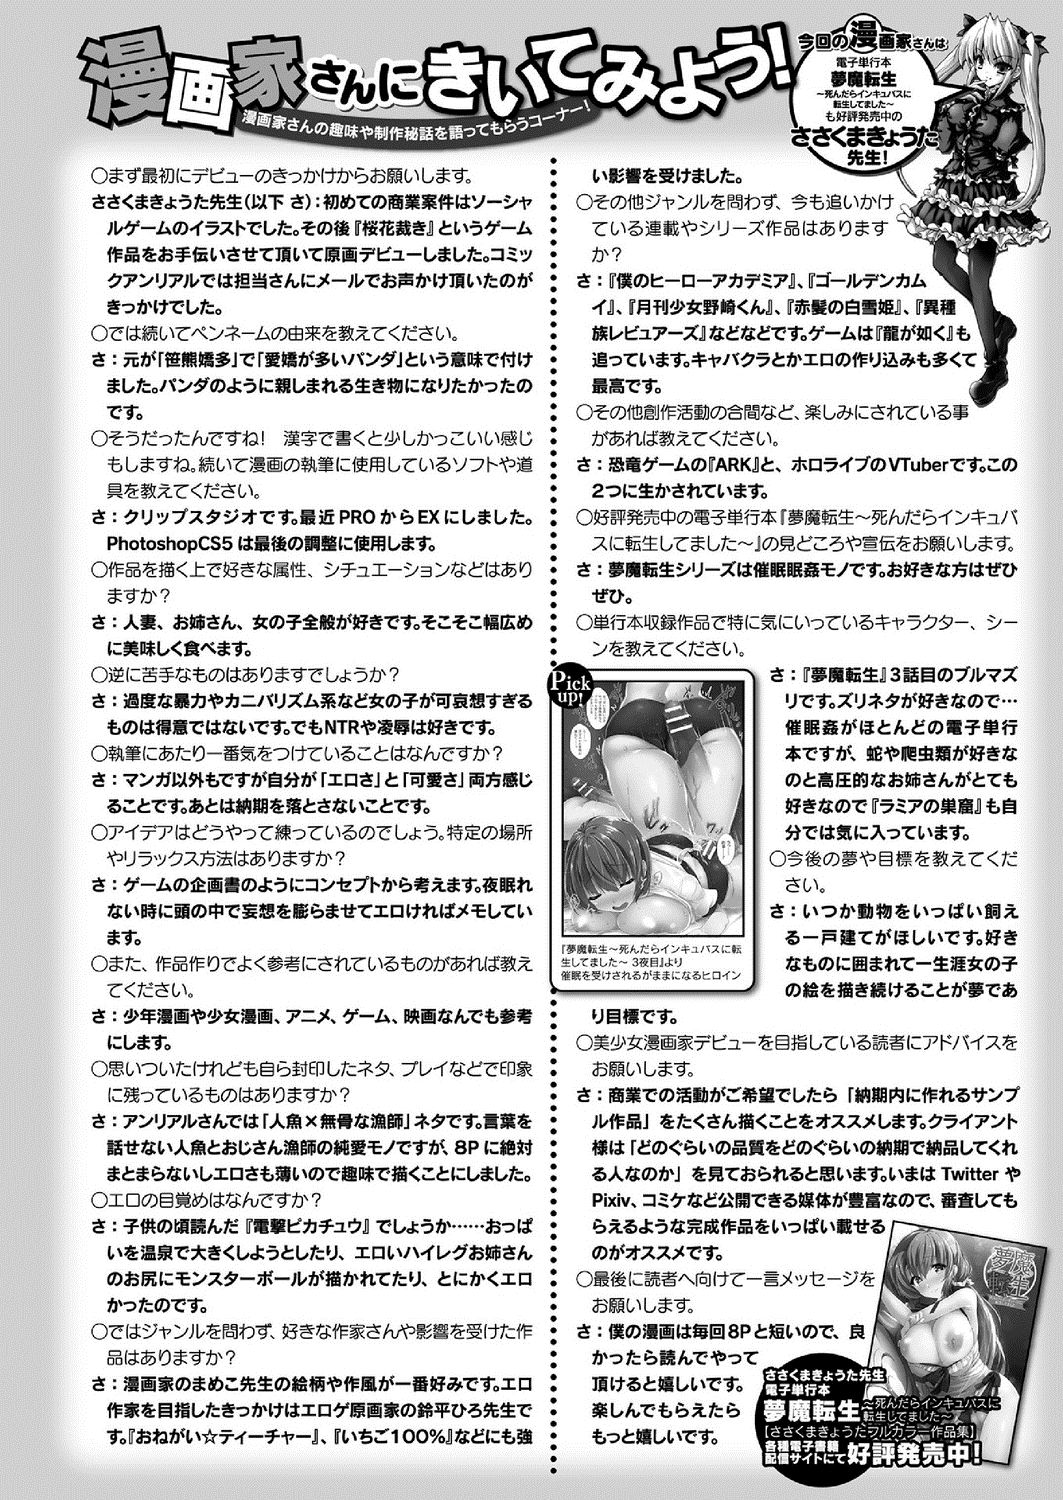 漫画家さんにきいてみよう!
漫画家さんの趣味や制作秘話を語ってもらうコーナー!
今回の漫画家さんは
電子単行本
夢魔転生
～死んだらインキュバスに
転生してました～
も好評発売中の
ささくまきょうた
先生!
○まず最初にデビューのきっかけからお願いします。
ささくまきょうた先生(以下 さ):初めての商業案件はソーシャ
ルゲームのイラストでした。その後『桜花裁き』というゲーム
作品をお手伝いさせて頂いて原画デビューしました。コミッ
クアンリアルでは担当さんにメールでお声かけ頂いたのが
きっかけでした。
○では続いてペンネームの由来を教えてください。
さ:元が「笹熊嬌多」で「愛嬌が多いパンダ」という意味で付け
ました。パンダのように親しまれる生き物になりたかったの
です。
○そうだったんですね! 漢字で書くと少しかっこいい感じ
もしますね。続いて漫画の執筆に使用しているソフトや道
具を教えてください。
さ:クリップスタジオです。最近PROからEXにしました。
PhotoshopCS5は最後の調整に使用します。
○作品を描く上で好きな属性、シチュエーションなどはあり
ますか?
さ:人妻、お姉さん、女の子全般が好きです。そこそこ幅広め
に美味しく食べます。
○逆に苦手なものはありますでしょうか?
さ:過度な暴力やカニバリズム系など女の子が可哀想すぎる
ものは得意ではないです。でもNTRや凌辱は好きです。
○執筆にあたり一番気をつけていることはなんですか?
さ:マンガ以外もですが自分が「エロさ」と「可愛さ」両方感じ
ることです。あとは納期を落とさないことです。
○アイデアはどうやって練っているのでしょう。特定の場所
やリラックス方法はありますか?
さ:ゲームの企画書のようにコンセプトから考えます。夜眠れ
ない時に頭の中で妄想を膨らませてエロければメモしてい
ます。
○また、作品作りでよく参考にされているものがあれば教え
てください。
さ:少年漫画や少女漫画、アニメ、ゲーム、映画なんでも参考
にします。
○思いついたけれども自ら封印したネタ、プレイなどで印象
に残っているものはありますか?
さ:アンリアルさんでは「人魚×無骨な漁師」ネタです。言葉を
話せない人魚とおじさん漁師の純愛モノですが、8Pに絶対
まとまらないしエロさも薄いので趣味で描くことにしました。
○エロの目覚めはなんですか?
さ:子供の頃読んだ『電撃ピカチュウ』でしょうか……おっぱ
いを温泉で大きくしようとしたり、エロいハイレグお姉さん
のお尻にモンスターボールが描かれてたり、とにかくエロ
かったのです。
○ではジャンルを問わず、好きな作家さんや影響を受けた作
品はありますか?
さ:漫画家のまめこ先生の絵柄や作風が一番好みです。エロ
作家を目指したきっかけはエロゲ原画家の鈴平ひろ先生で
す。『おねがい☆ティーチャー』、『いちご100%』などにも強
い影響を受けました。
○その他ジャンルを問わず、今も追いかけ
ている連載やシリーズ作品はあります
か?
さ:『僕のヒーローアカデミア』、『ゴールデンカム
イ』、『月刊少女野崎くん』、『赤髪の白雪姫』、『異種
族レビュアーズ』などなどです。ゲームは『龍が如く』も
追っています。キャバクラとかエロの作り込みも多くて
最高です。
○その他創作活動の合間など、楽しみにされている事
があれば教えてください。
さ:恐竜ゲームの『ARK』と、ホロライブのVTuberです。この
2つに生かされています。
○好評発売中の電子単行本『夢魔転生～死んだらインキュバ
スに転生してました～』の見どころや宣伝をお願いします。
さ:夢魔転生シリーズは催眠眠姦モノです。お好きな方はぜひ
ぜひ。
○単行本収録作品で特に気にいっているキャラクター、シー
ンを教えてください。
Pick
up!
『夢魔転生～死んだらインキュバスに転
生してました～ 3夜目』より
催眠を受けされるがままになるヒロイン
さ:『夢魔転生』3話目のブルマズ
リです。ズリネタが好きなので…
催眠姦がほとんどの電子単行
本ですが、蛇や爬虫類が好きな
のと高圧的なお姉さんがとても
好きなので『ラミアの巣窟』も自
分では気に入っています。
○今後の夢や目標を教えてくだ
さい。
さ:いつか動物をいっぱい飼え
る一戸建てがほしいです。好き
なものに囲まれて一生涯女の子
の絵を描き続けることが夢であ
り目標です。
○美少女漫画家デビューを目指している読者にアドバイスを
お願いします。
さ:商業での活動がご希望でしたら「納期内に作れるサンプ
ル作品」をたくさん描くことをオススメします。クライアント
様は「どのぐらいの品質をどのぐらいの納期で納品してくれ
る人なのか」を見ておられると思います。いまはTwitterや
Pixiv、コミケなど公開できる媒体が豊富なので、審査しても
らえるような完成作品をいっぱい載せる
のがオススメです。
○最後に読者へ向けて一言メッセージを
お願いします。
さ:僕の漫画は毎回8Pと短いので、良
かったら読んでやって
頂けると嬉しいです。
楽しんでもらえたら
もっと嬉しいです。
夢魔
転生
ささくまきょうた先生
電子単行本
夢魔転生～死んだらインキュバスに
転生してました～
【ささくまきょうたフルカラー作品集】
各種電子書籍
配信サイトにて好評発売中!